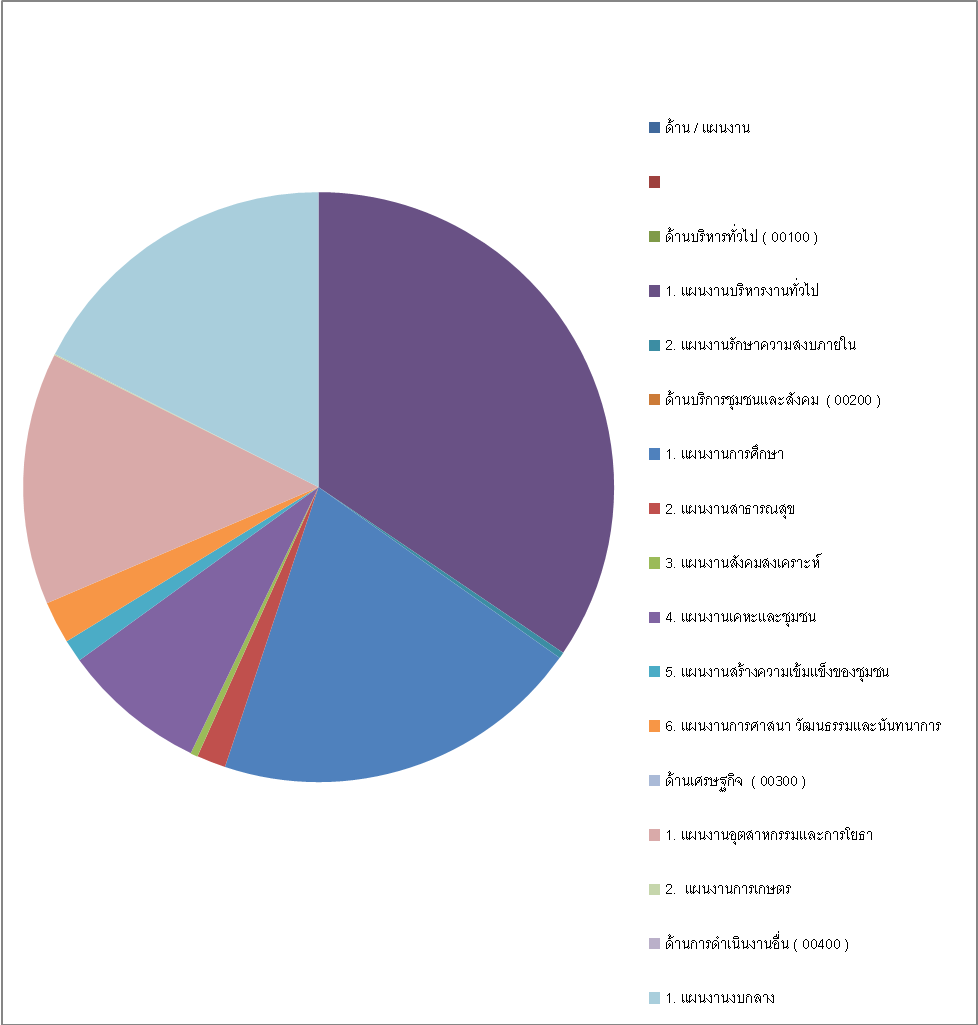 ด้าน / แผนงาน
ด้านบริหารทั่วไป ( 00100 )
1. แผนงานบริหารงานทั่วไป
2. แผนงานรักษาความสงบภายใน
ด้านบริการชุมชนและสังคม ( 00200 )
1. แผนงานการศึกษา
2. แผนงานสาธารณสุข
3. แผนงานสังคมสงเคราะห์
4. แผนงานเคหะและชุมชน
5. แผนงานสร้างความเข้มแข็งของชุมชน
6. แผนงานการศาสนา วัฒนธรรมและนันทนาการ
ด้านเศรษฐกิจ ( 00300 )
1. แผนงานอุตสาหกรรมและการโยธา
2. แผนงานการเกษตร
ด้านการดำเนินงานอื่น ( 00400 )
1. แผนงานงบกลาง